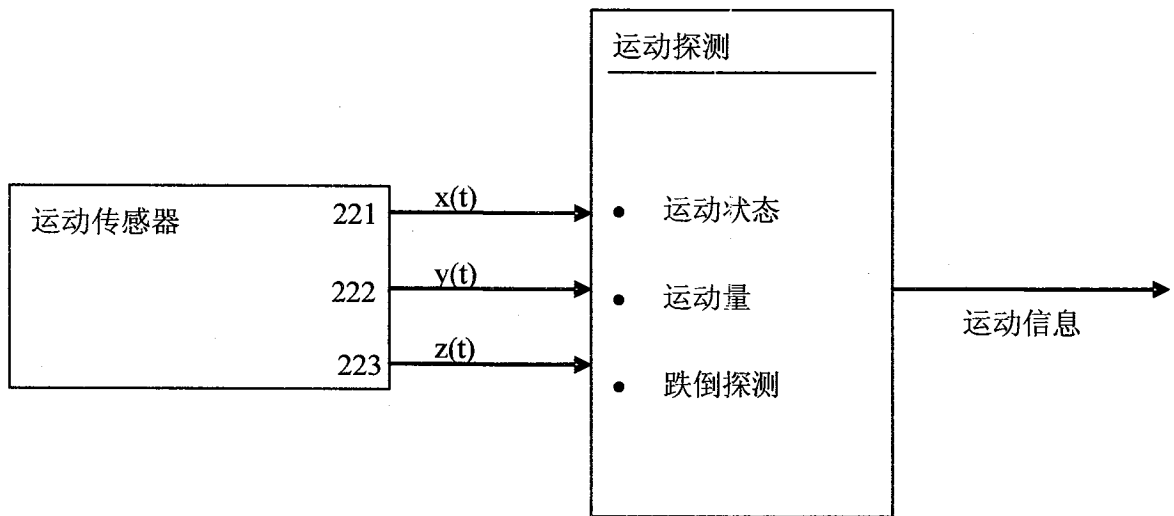 运动探测
运动传感器
221
x(t)
• 运动状态
222
y(t)
• 运动量
运动信息
223
z(t)
• 跌倒探测